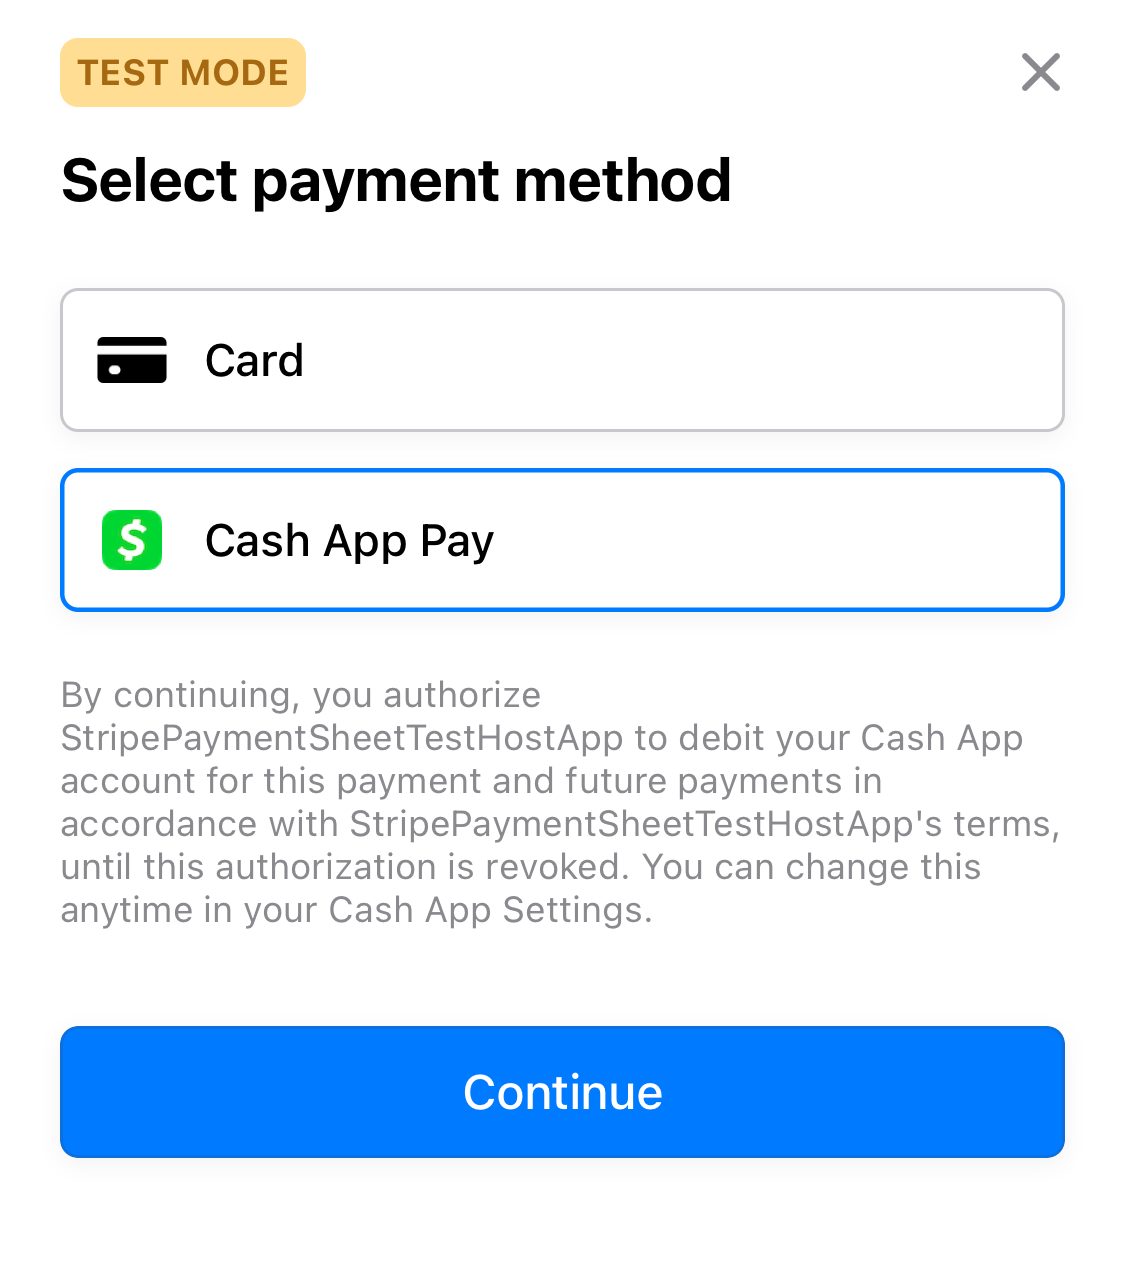 TEST MODE
Select payment method
Card
$ Cash App Pay
By continuing, you authorize
StripePaymentSheetTestHostApp to debit your Cash App
account for this payment and future payments in
accordance with StripePaymentSheetTestHostApp's terms,
until this authorization is revoked. You can change this
anytime in your Cash App Settings.
Continue